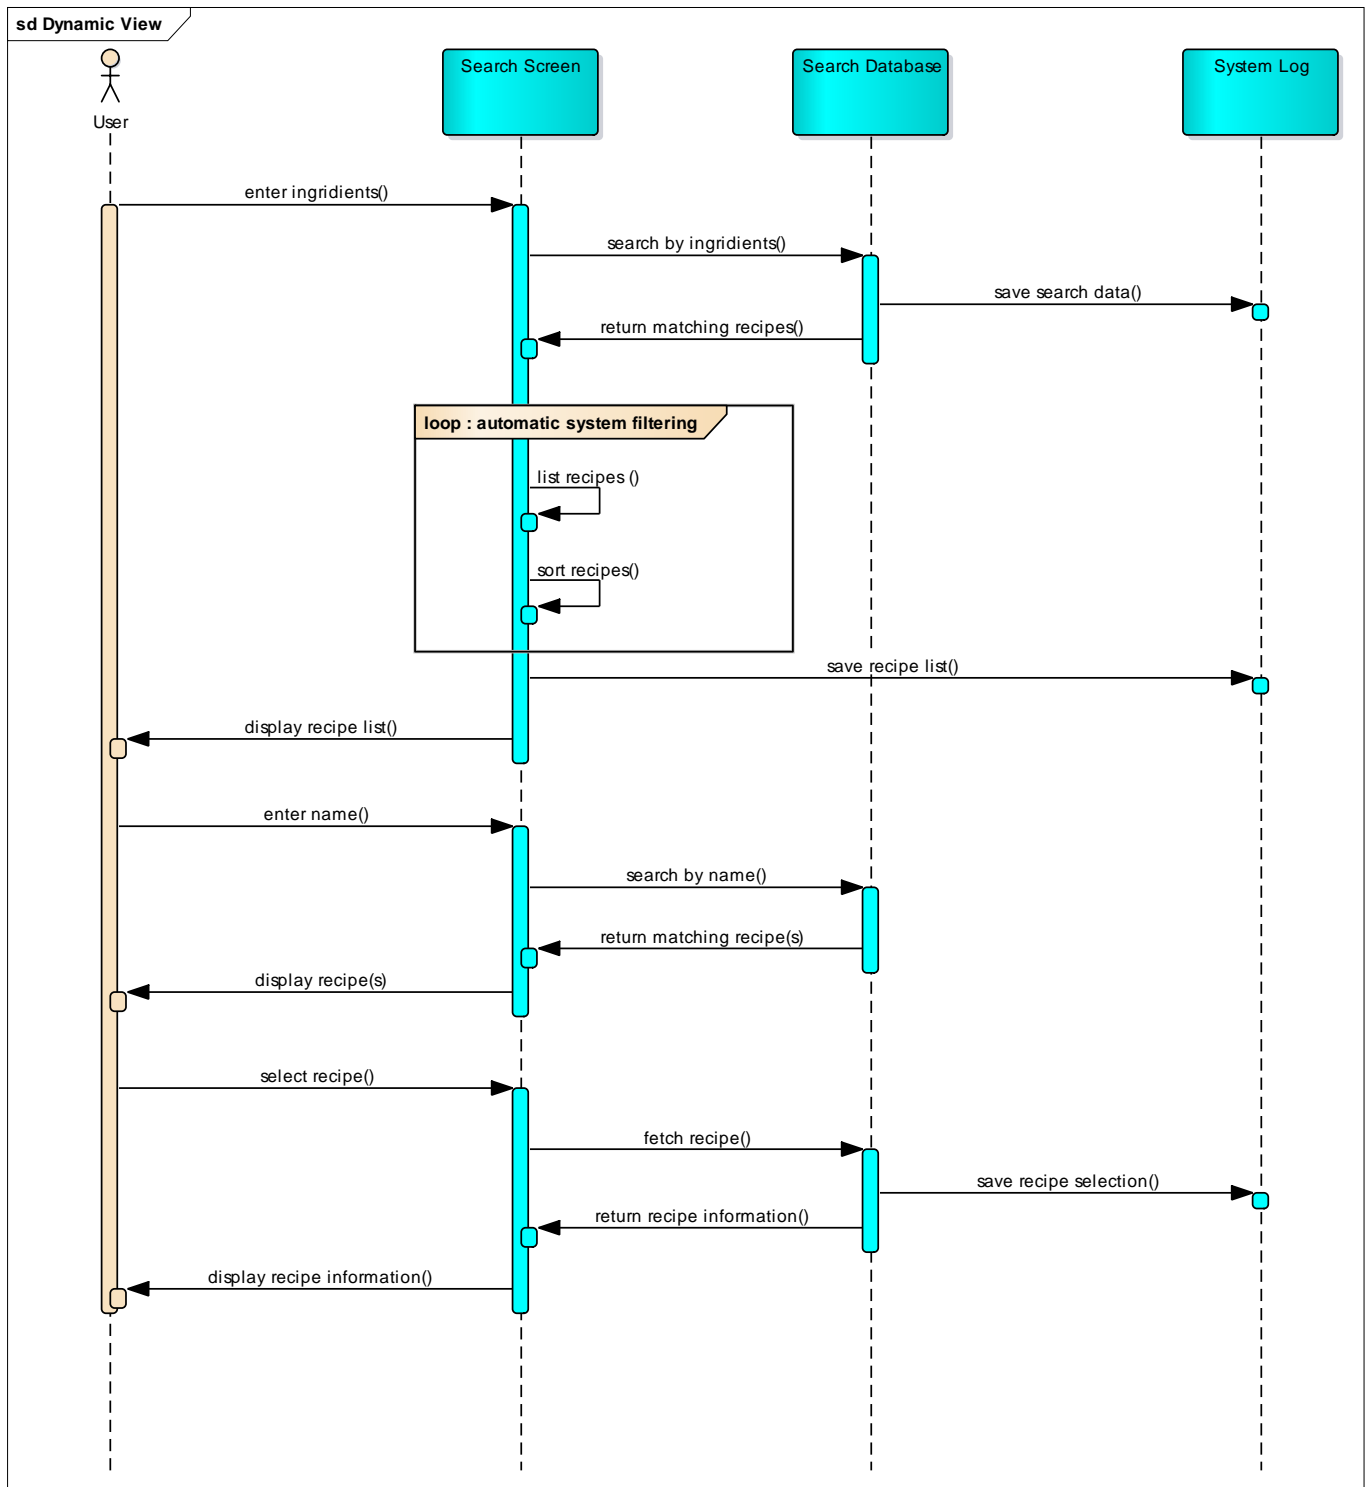 sd Dynamic View
User
Search Screen
Search Database
System Log
enter ingridients()
search by ingridients()
save search data()
return matching recipes()
loop : automatic system filtering
list recipes ()
sort recipes()
save recipe list()
display recipe list()
enter name()
search by name()
return matching recipe(s)
display recipe(s)
select recipe()
fetch recipe()
save recipe selection()
return recipe information()
display recipe information()